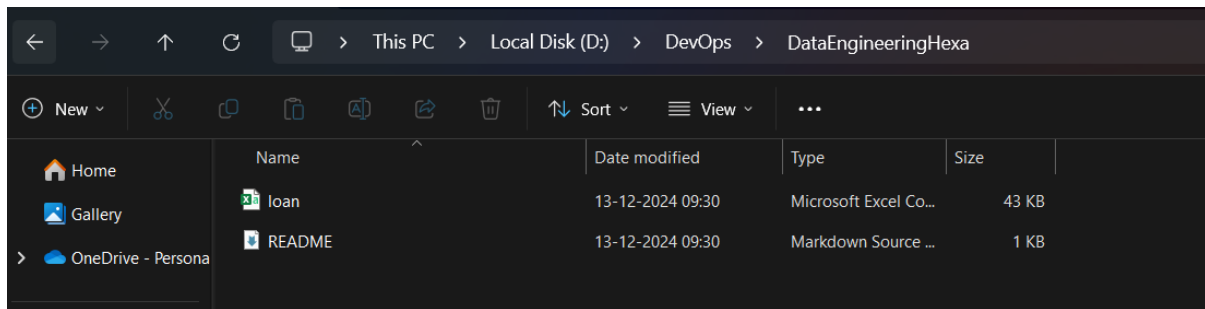 This PC > Local Disk (D:) > DevOps > DataEngineeringHexa
New Sort View
Name Date modified Type Size
Home
Gallery
OneDrive - Persona
loan 13-12-2024 09:30 Microsoft Excel Co... 43 KB
README 13-12-2024 09:30 Markdown Source ... 1 KB